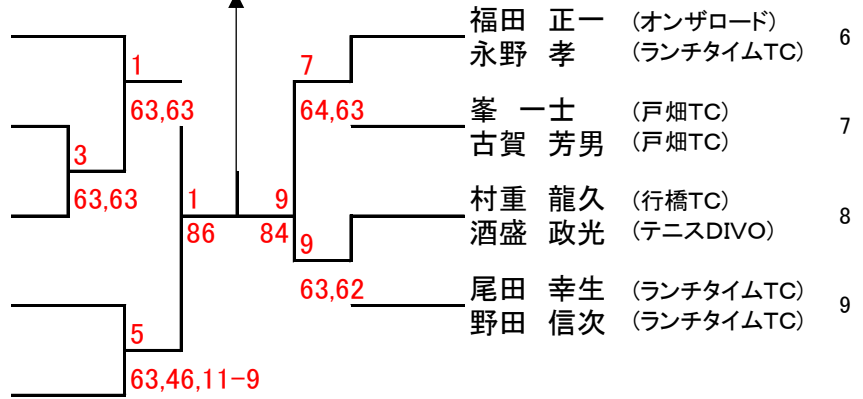 福田　正一　(オンザロード)　6
永野　孝　(ランチタイムTC)
1　7
63,63　64,63
峯　一士　(戸畑TC)　7
古賀　芳男　(戸畑TC)
3
63,63　1　9　村重　龍久　(行橋TC)　8
86　84　9　酒盛　政光　(テニスDIVO)
63,62　尾田　幸生　(ランチタイムTC)　9
野田　信次　(ランチタイムTC)
5
63,46,11-9